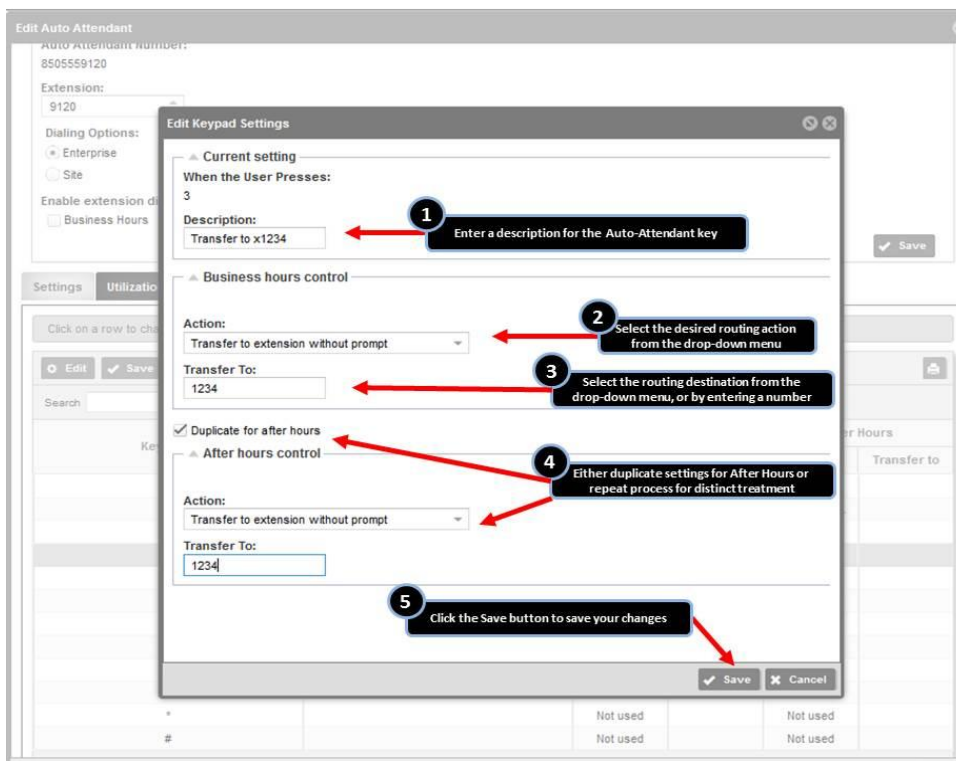 Edit Auto Attendant
Auto Attendant Number:
8505559120
Extension:
9120
Dialing Options:
Enterprise
Site
Enable extension di
Business Hours
Save
Settings
Utilizatio
Click on a row to cha
Edit
Save
Search
Key
er Hours
Transfer to
Edit Keypad Settings
Current setting
When the User Presses:
3
Description:
Transfer to x1234
1
Enter a description for the Auto-Attendant key
Business hours control
Action:
Transfer to extension without prompt
2
Select the desired routing action
from the drop-down menu
Transfer To:
1234
3
Select the routing destination from the
drop-down menu, or by entering a number
Duplicate for after hours
After hours control
4
Either duplicate settings for After Hours or
repeat process for distinct treatment
Action:
Transfer to extension without prompt
Transfer To:
1234
5
Click the Save button to save your changes
Save
Cancel
* Not used Not used
# Not used Not used